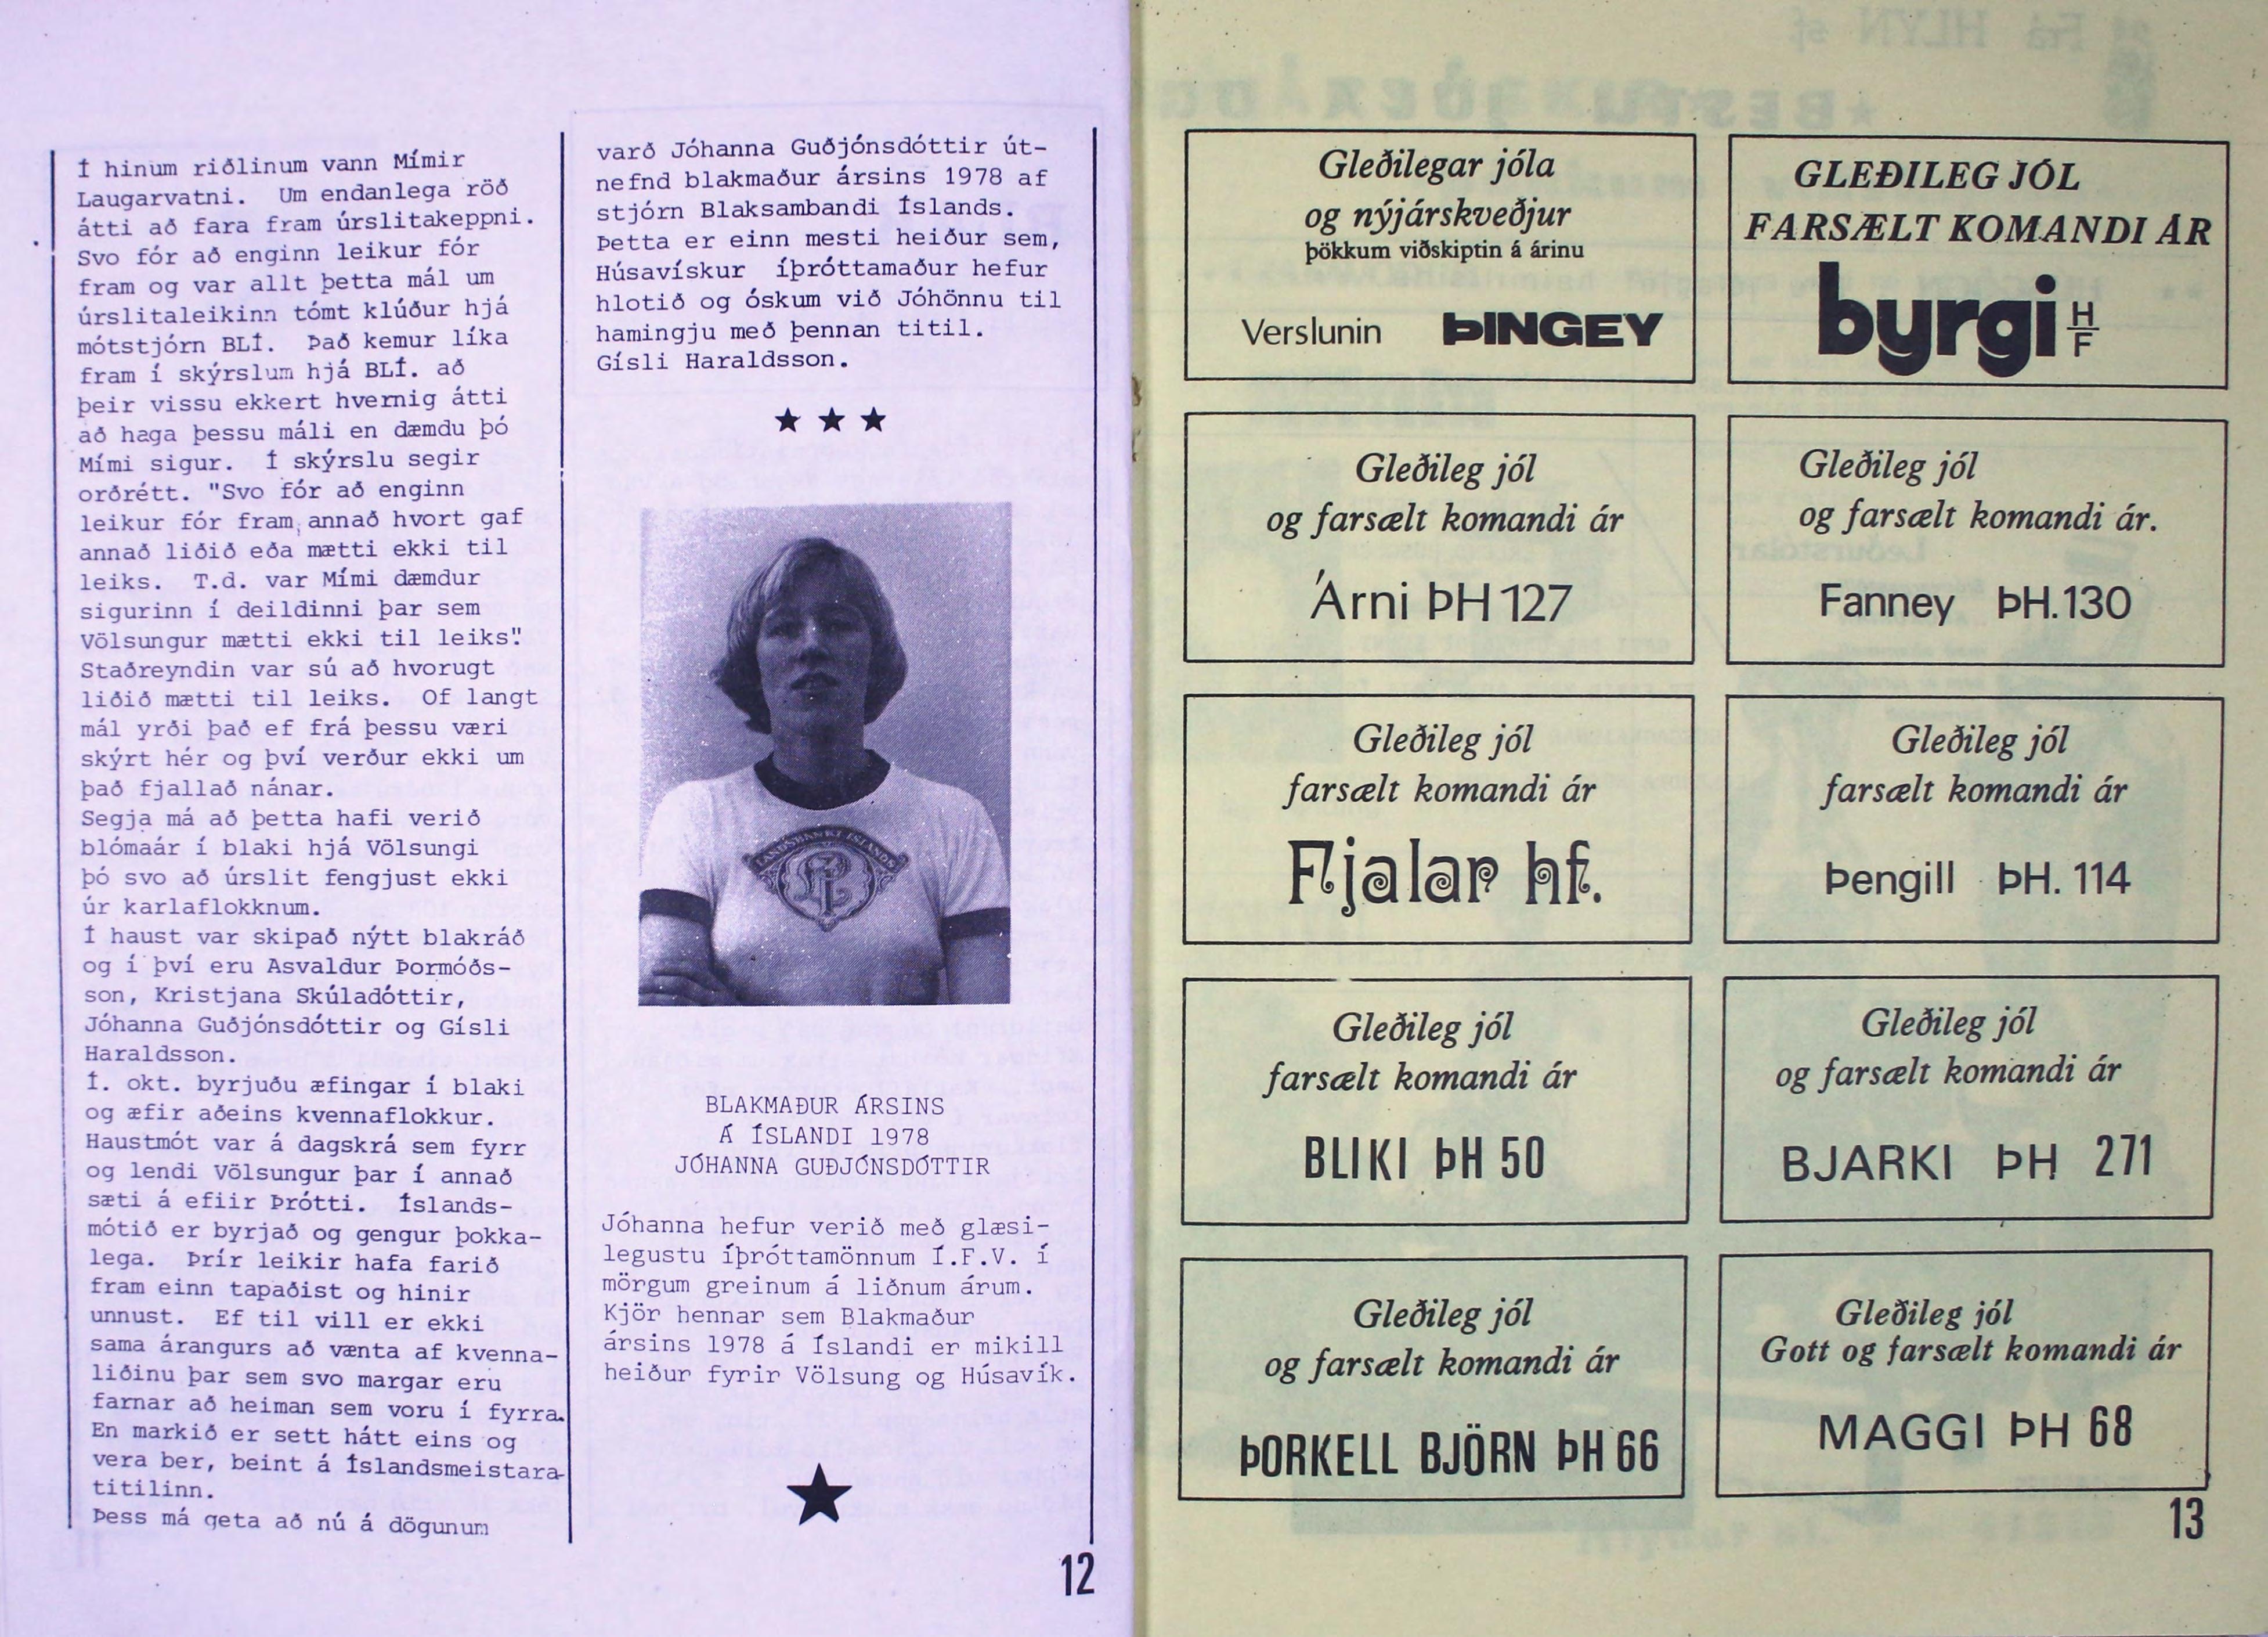 Í hinum riðlinum vann Mímir
Laugarvatni.  Um endanlega röð
átti að fara fram úrslitakeppni.
Svo fór að enginn leikur fór
fram og var allt þetta mál um
úrslitaleikinn tómt klúður hjá
mótstjórn BLÍ.  Það kemur líka
fram í skýrslum hjá BLÍ. að
þeir vissu ekkert hvernig átti
að haga þessu máli en dæmdu þó
Mími sigur.  Í skýrslu segir
orðrétt. "Svo fór að enginn
leikur fór fram, annað hvort gaf
annað liðið eða mætti ekki til
leiks.  T.d. var Mími dæmdur
sigurinn í deildinni þar sem
Völsungur mætti ekki til leiks".
Staðreyndin var sú að hvorugt
liðið mætti til leiks.  Of langt
mál yrði það ef frá þessu væri
skýrt hér og því verður ekki um
það fjallað nánar.
Segja má að þetta hafi verið
blómaár í blaki hjá Völsungi
þó svo að úrslit fengjust ekki
úr karlaflokknum.
Í haust var skipað nýtt blakráð
og í því eru Asvaldur Þormóðs-
son, Kristjana Skúladóttir,
Jóhanna Guðjónsdóttir og Gísli
Haraldsson.
Í. okt. byrjuðu æfingar í blaki
og æfir aðeins kvennaflokkur.
Haustmót var á dagskrá sem fyrr
og lendi Völsungur þar í annað
sæti á efiir Þrótti.  Íslands-
mótið er byrjað og gengur þokka-
lega.  Þrír leikir hafa farið
fram einn tapaðist og hinir
unnust.  Ef til vill er ekki
sama árangurs að vænta af kvenna-
liðinu þar sem svo margar eru
farnar að heiman sem voru í fyrra.
En markið er sett hátt eins og
vera ber, beint á Íslandsmeistara-
titilinn.
Þess má geta að nú á dögunum
varð Jóhanna Guðjónsdóttir út-
nefnd blakmaður ársins 1978 af
stjórn Blaksambandi Íslands.
Þetta er einn mesti heiður sem,
Húsavískur  íþróttamaður hefur
hlotið og óskum við Jóhönnu til
hamingju með þennan titil.
Gísli Haraldsson.
★ ★ ★
LANDSBANKI ÍSLANDS
BLAKMAÐUR ÁRSINS
Á ÍSLANDI 1978
JÓHANNA GUÐJÓNSDÓTTIR
Jóhanna hefur verið með glæsi-
legustu íþróttamönnum Í.F.V. í
mörgum greinum á liðnum árum.
Kjör hennar sem Blakmaður
ársins 1978 á Íslandi er mikill
heiður fyrir Völsung og Húsavík.
★
12
Gleðilegar jóla
og nýjárskveðjur
þökkum viðskiptin á árinu
Verslunin ÞINGEY
GLEÐILEG JÓL
FARSÆLT KOMANDI ÁR
byrgi H/F
Gleðileg jól
og farsælt komandi ár
Árni ÞH 127
Gleðileg jól
og farsælt komandi ár.
Fanney ÞH.130
Gleðileg jól
farsælt komandi ár
Fjalar hf.
Gleðileg jól
farsælt komandi ár
Þengill ÞH. 114
Gleðileg jól
farsælt komandi ár
BLIKI ÞH 50
Gleðileg jól
og farsælt komandi ár
BJARKI ÞH 271
Gleðileg jól
og farsælt komandi ár
ÞORKELL BJÖRN ÞH 66
Gleðileg jól
Gott og farsælt komandi ár
MAGGI ÞH 68
13